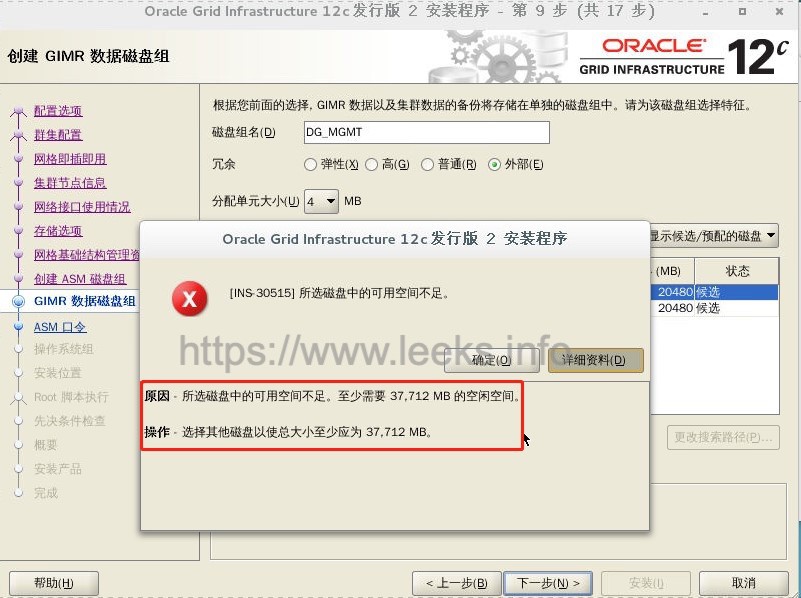 Oracle Grid Infrastructure 12c 发行版 2 安装程序 - 第 9 步 (共 17 步)
创建 GIMR 数据磁盘组
ORACLE
GRID INFRASTRUCTURE 12c
配置选项
群集配置
网格即插即用
集群节点信息
网络接口使用情况
存储选项
网格基础结构管理资
创建 ASM 磁盘组
GIMR 数据磁盘组
ASM 口令
操作系统组
安装位置
Root 脚本执行
先决条件检查
概要
安装产品
完成
根据您前面的选择, GIMR 数据以及集群数据的备份将存储在单独的磁盘组中。请为该磁盘组选择特征。
磁盘组名(D) DG_MGMT
冗余 弹性(X) 高(G) 普通(R) 外部(E)
分配单元大小(U) 4 MB
显示候选/预配的磁盘
(MB) 状态
20480 候选
20480 候选
更改搜索路径(P)...
Oracle Grid Infrastructure 12c 发行版 2 安装程序
[INS-30515] 所选磁盘中的可用空间不足。
https://www.leeks.info
确定(O) 详细资料(D)
原因 - 所选磁盘中的可用空间不足。至少需要 37,712 MB 的空闲空间。
操作 - 选择其他磁盘以使总大小至少应为 37,712 MB。
帮助(H) < 上一步(B) 下一步(N) > 安装(I) 取消